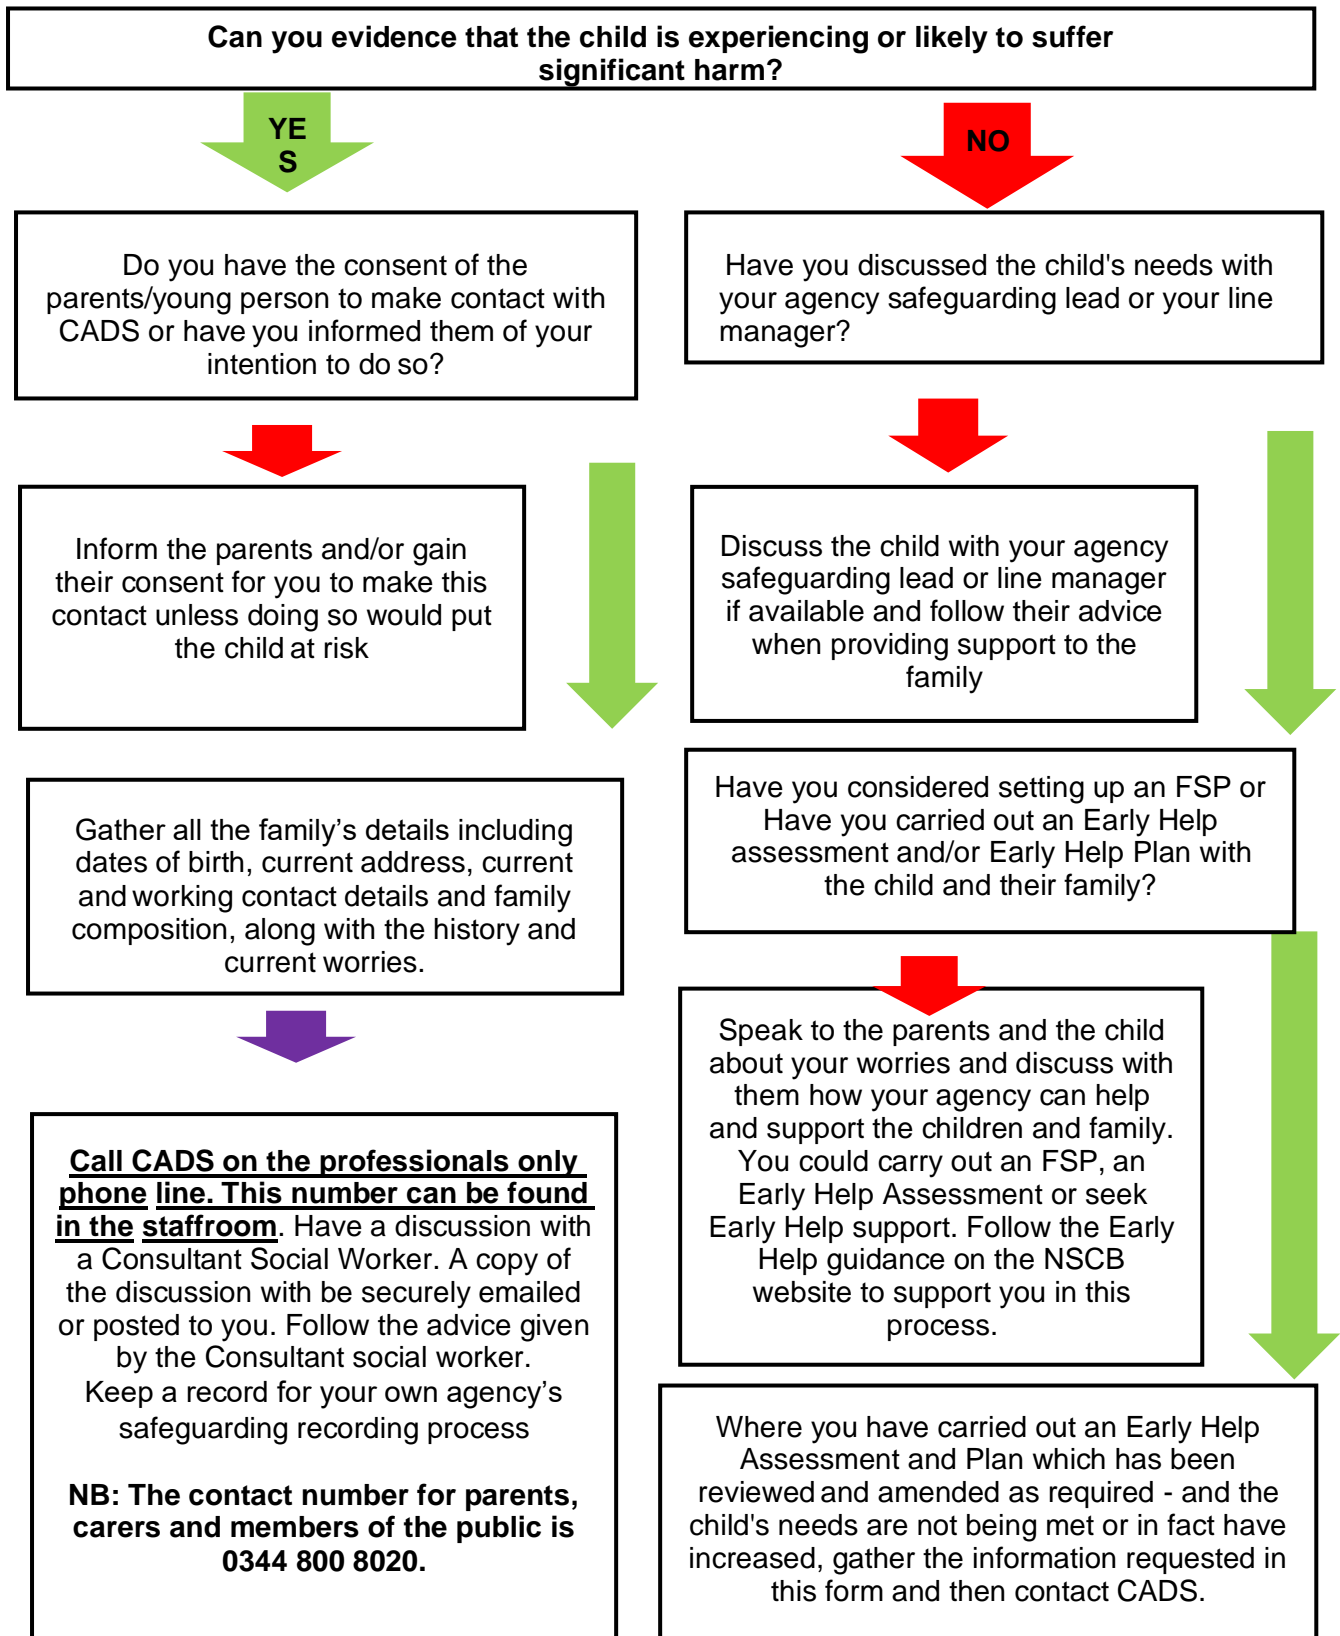 Can you evidence that the child is experiencing or likely to suffer
significant harm?
YE
S
NO
Do you have the consent of the
parents/young person to make contact with
CADS or have you informed them of your
intention to do so?
Have you discussed the child's needs with
your agency safeguarding lead or your line
manager?
Inform the parents and/or gain
their consent for you to make this
contact unless doing so would put
the child at risk
Discuss the child with your agency
safeguarding lead or line manager
if available and follow their advice
when providing support to the
family
Gather all the family’s details including
dates of birth, current address, current
and working contact details and family
composition, along with the history and
current worries.
Have you considered setting up an FSP or
Have you carried out an Early Help
assessment and/or Early Help Plan with
the child and their family?
Speak to the parents and the child
about your worries and discuss with
them how your agency can help
and support the children and family.
You could carry out an FSP, an
Early Help Assessment or seek
Early Help support. Follow the Early
Help guidance on the NSCB
website to support you in this
process.
Call CADS on the professionals only
phone line. This number can be found
in the staffroom. Have a discussion with
a Consultant Social Worker. A copy of
the discussion with be securely emailed
or posted to you. Follow the advice given
by the Consultant social worker.
Keep a record for your own agency’s
safeguarding recording process
NB: The contact number for parents,
carers and members of the public is
0344 800 8020.
Where you have carried out an Early Help
Assessment and Plan which has been
reviewed and amended as required - and the
child's needs are not being met or in fact have
increased, gather the information requested in
this form and then contact CADS.